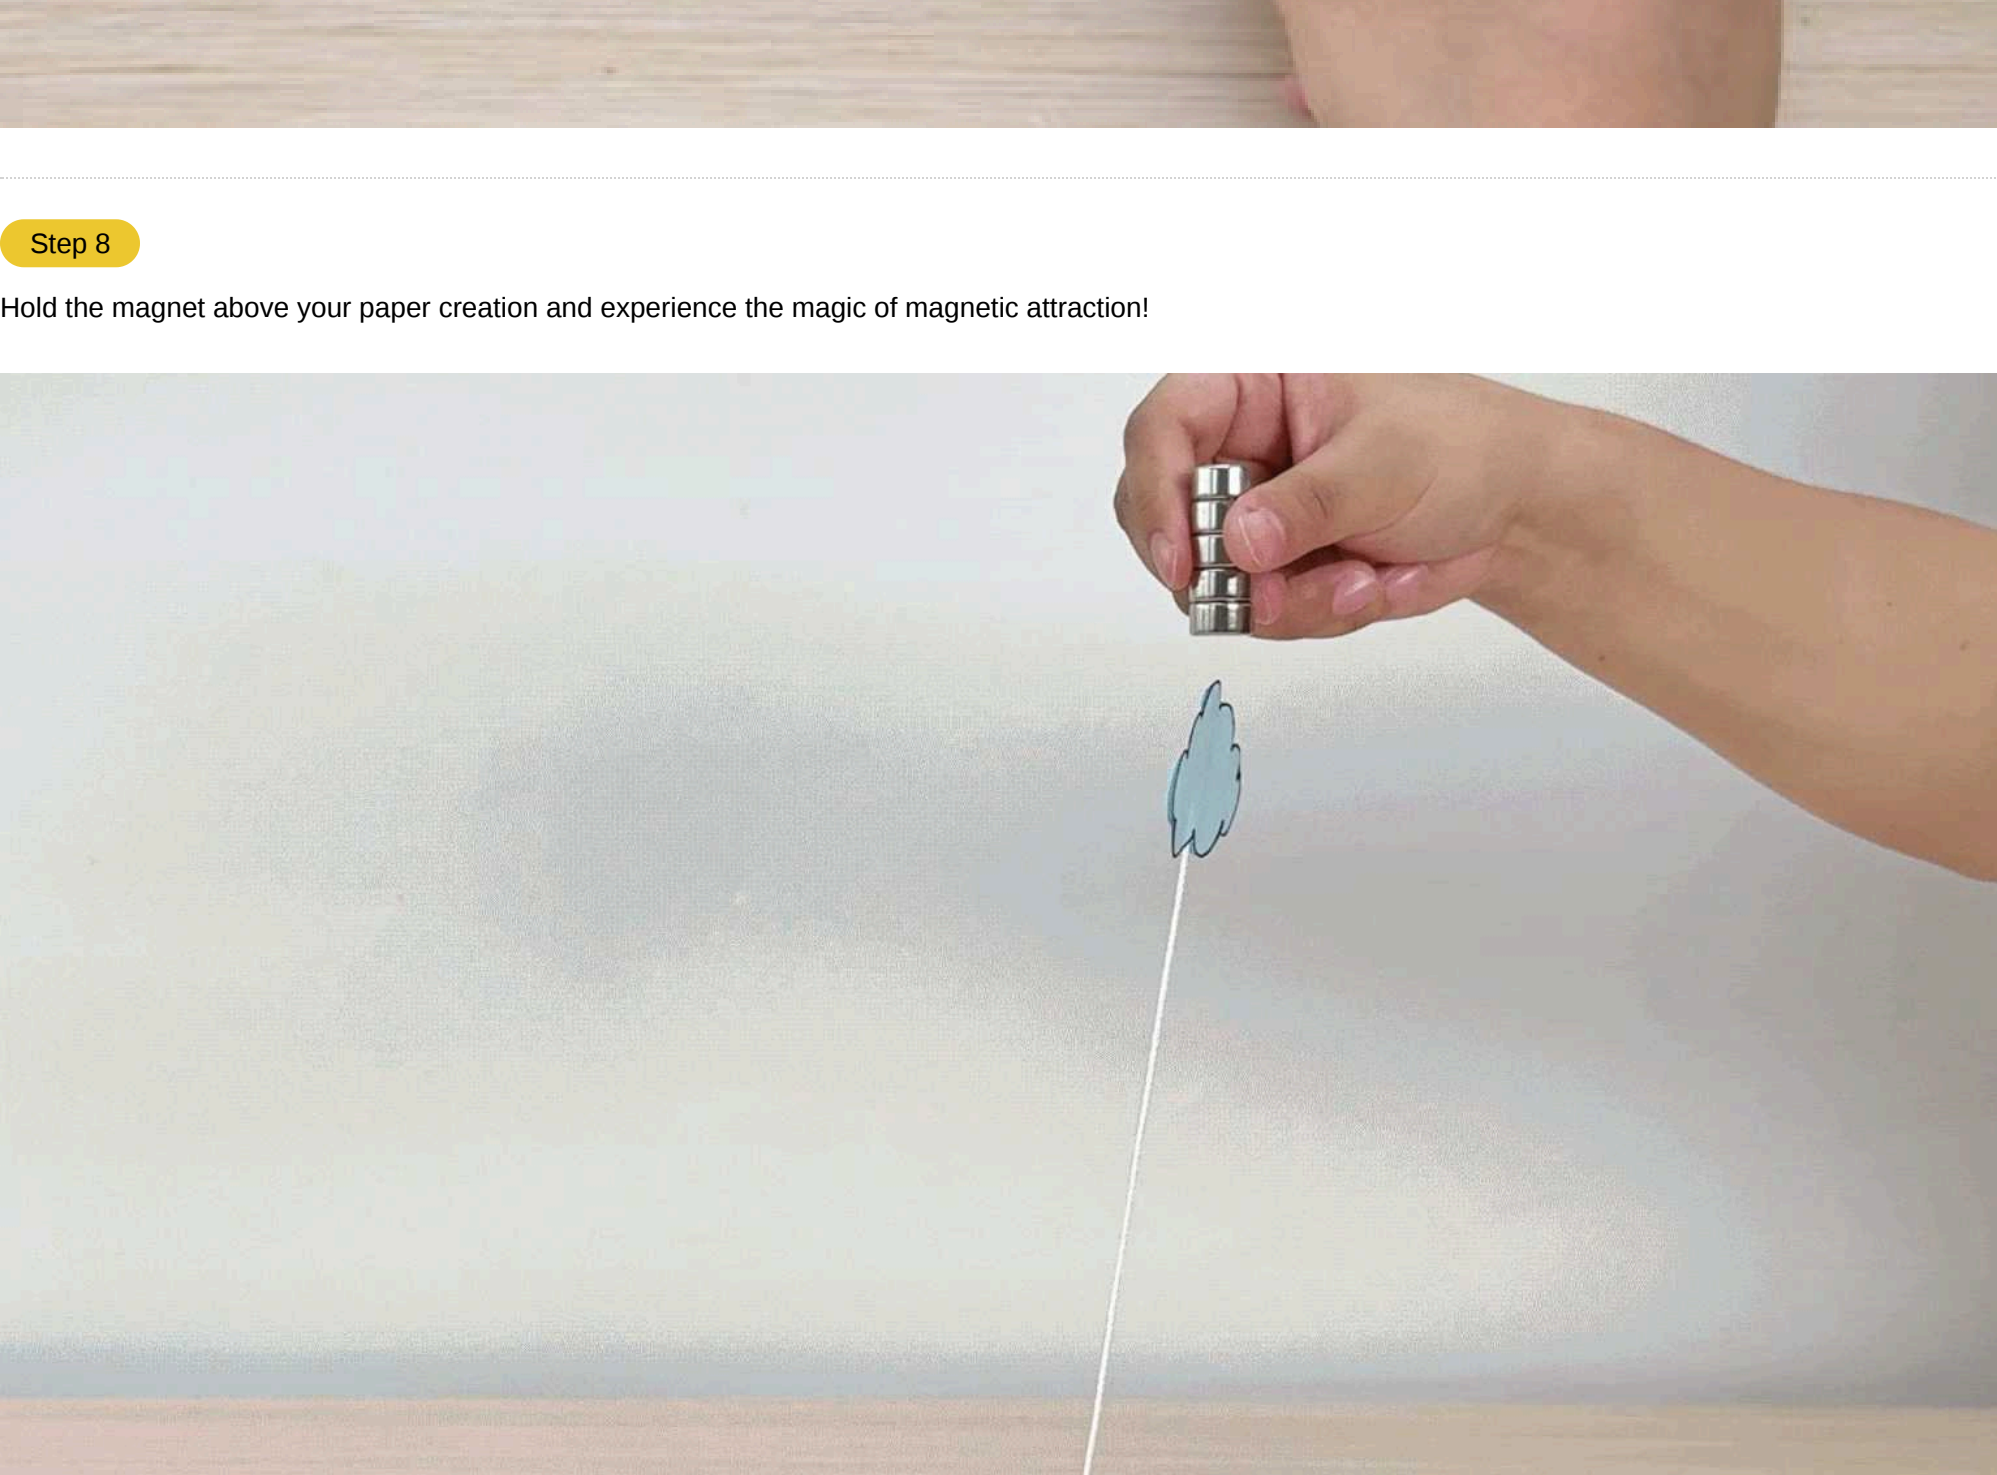 Step 8
Hold the magnet above your paper creation and experience the magic of magnetic attraction!